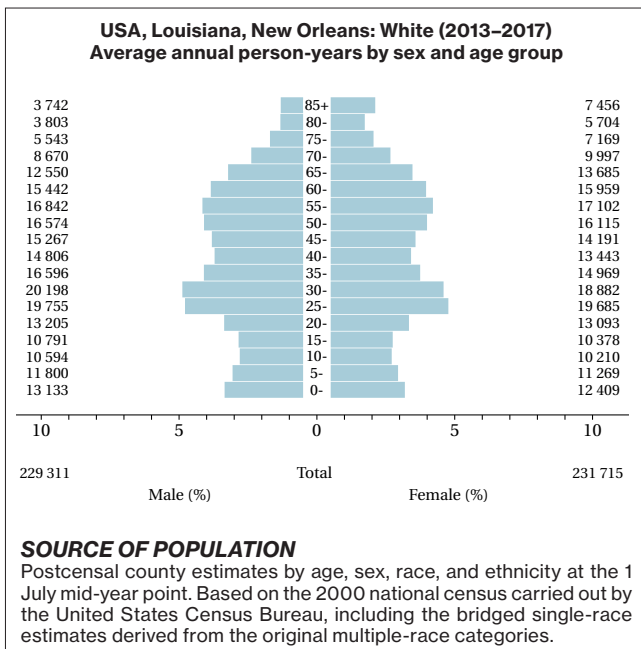 USA, Louisiana, New Orleans: White (2013–2017)
Average annual person-years by sex and age group
3 742 85+ 7 456
3 803 80- 5 704
5 543 75- 7 169
8 670 70- 9 997
12 550 65- 13 685
15 442 60- 15 959
16 842 55- 17 102
16 574 50- 16 115
15 267 45- 14 191
14 806 40- 13 443
16 596 35- 14 969
20 198 30- 18 882
19 755 25- 19 685
13 205 20- 13 093
10 791 15- 10 378
10 594 10- 10 210
11 800 5- 11 269
13 133 0- 12 409
10 5 0 5 10
229 311 Total 231 715
Male (%) Female (%)
SOURCE OF POPULATION
Postcensal county estimates by age, sex, race, and ethnicity at the 1
July mid-year point. Based on the 2000 national census carried out by
the United States Census Bureau, including the bridged single-race
estimates derived from the original multiple-race categories.